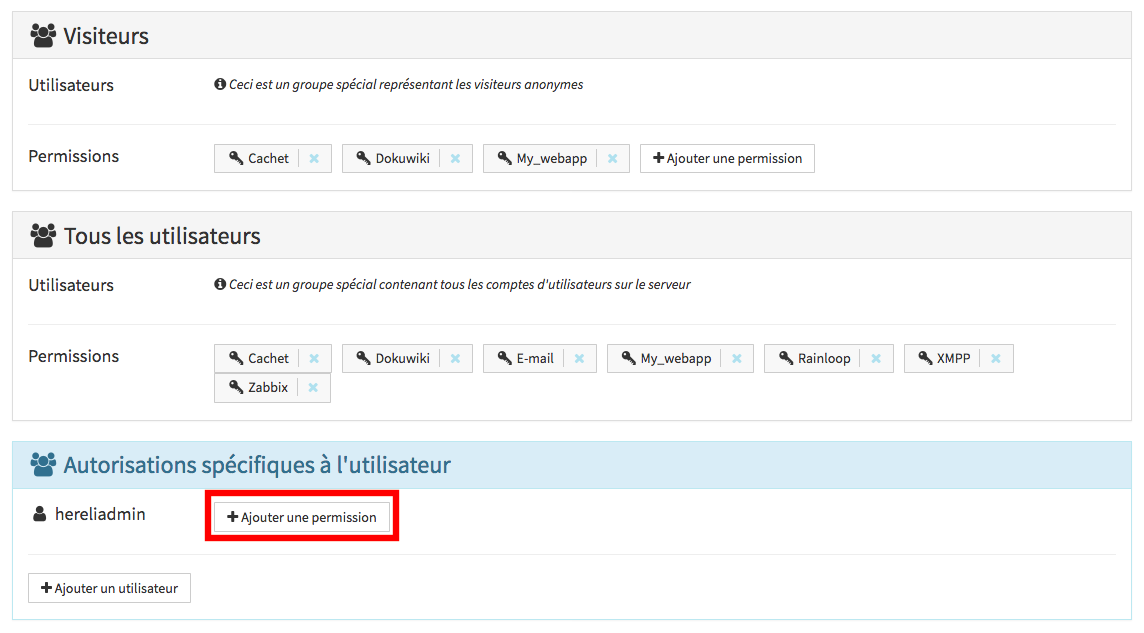 Visiteurs
Utilisateurs Ceci est un groupe spécial représentant les visiteurs anonymes
Permissions Cachet Dokuwiki My_webapp Ajouter une permission
Tous les utilisateurs
Utilisateurs Ceci est un groupe spécial contenant tous les comptes d'utilisateurs sur le serveur
Permissions Cachet Dokuwiki E-mail My_webapp Rainloop XMPP
Zabbix
Autorisations spécifiques à l'utilisateur
hereliadmin Ajouter une permission
Ajouter un utilisateur